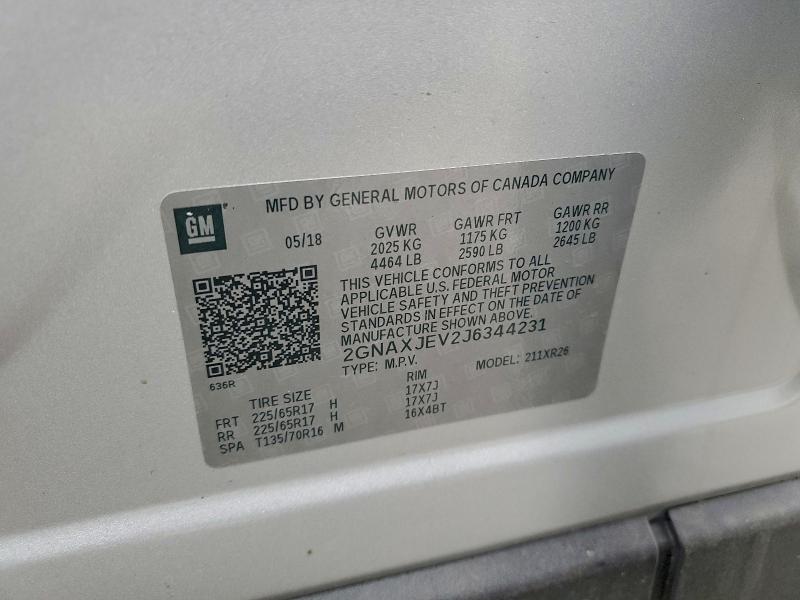 GM
MFD BY GENERAL MOTORS OF CANADA COMPANY
05/18 GVWR GAWR FRT GAWR RR
2025 KG 1175 KG 1200 KG
4464 LB 2590 LB 2645 LB
THIS VEHICLE CONFORMS TO ALL
APPLICABLE U.S. FEDERAL MOTOR
VEHICLE SAFETY AND THEFT PREVENTION
STANDARDS IN EFFECT ON THE DATE OF
MANUFACTURE SHOWN ABOVE.
2GNAXJEV2J6344231
TYPE: M.P.V. MODEL: 211XR26
636R
TIRE SIZE RIM
FRT 225/65R17 H 17X7J
RR 225/65R17 H 17X7J
SPA T135/70R16 M 16X4BT